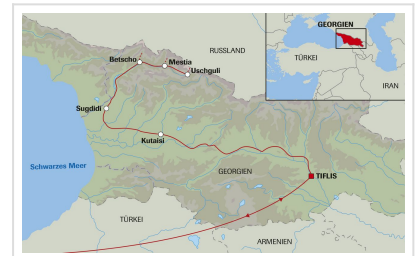 GEORGIEN
RUSSLAND
TÜRKEI
IRAN
Betscho
Mestia
Uschguli
Sugdidi
Kutaisi
Schwarzes Meer
GEORGIEN
TIFLIS
TÜRKEI
ARMENIEN